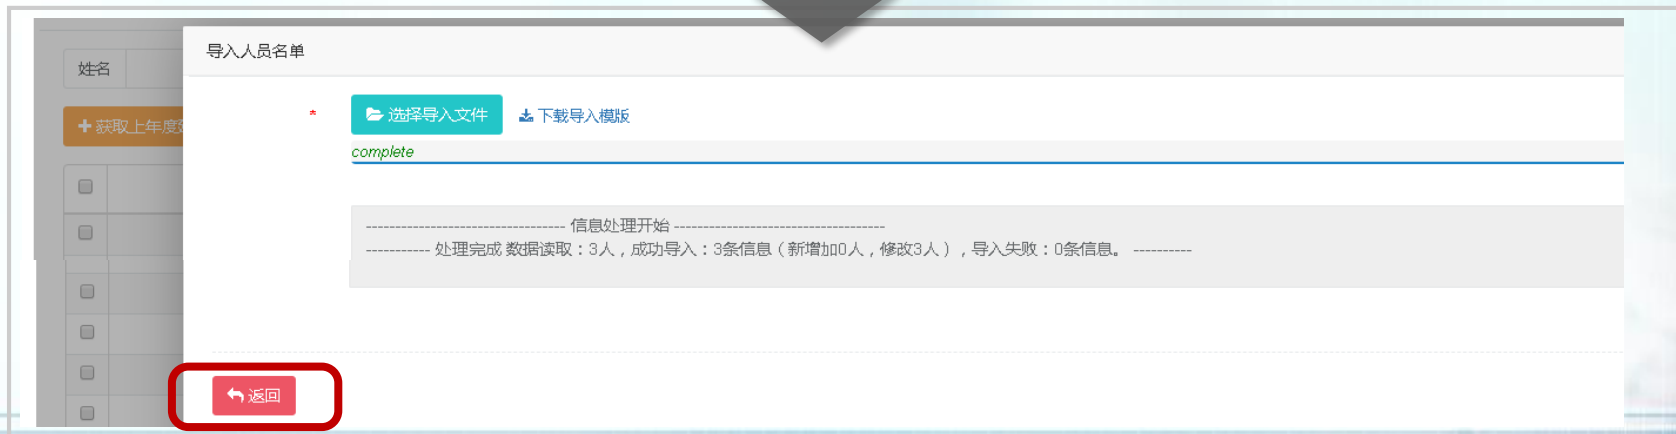 导入人员名单
姓名
获取上年度
* 选择导入文件 下载导入模版
complete
---------------------------------- 信息处理开始 ------------------------------------
----------- 处理完成 数据读取：3人，成功导入：3条信息（新增加0人，修改3人），导入失败：0条信息。 ----------
返回